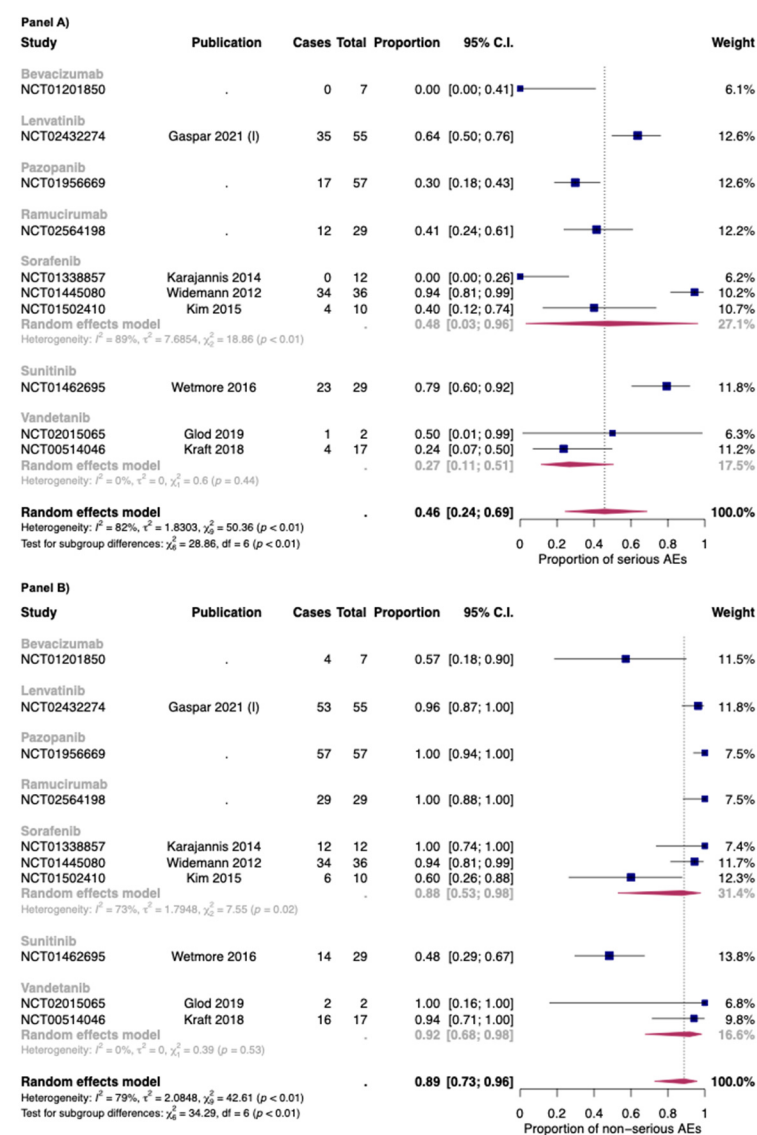 Panel A)
Study Publication Cases Total Proportion 95% C.I. Weight
Bevacizumab
NCT01201850 . 0 7 0.00 [0.00; 0.41] 6.1%
Lenvatinib
NCT02432274 Gaspar 2021 (I) 35 55 0.64 [0.50; 0.76] 12.6%
Pazopanib
NCT01956669 . 17 57 0.30 [0.18; 0.43] 12.6%
Ramucirumab
NCT02564198 . 12 29 0.41 [0.24; 0.61] 12.2%
Sorafenib
NCT01338857 Karajannis 2014 0 12 0.00 [0.00; 0.26] 6.2%
NCT01445080 Widemann 2012 34 36 0.94 [0.81; 0.99] 10.2%
NCT01502410 Kim 2015 4 10 0.40 [0.12; 0.74] 10.7%
Random effects model . 0.48 [0.03; 0.96] 27.1%
Heterogeneity: I² = 89%, τ² = 7.6854, χ²₂ = 18.86 (p < 0.01)
Sunitinib
NCT01462695 Wetmore 2016 23 29 0.79 [0.60; 0.92] 11.8%
Vandetanib
NCT02015065 Glod 2019 1 2 0.50 [0.01; 0.99] 6.3%
NCT00514046 Kraft 2018 4 17 0.24 [0.07; 0.50] 11.2%
Random effects model . 0.27 [0.11; 0.51] 17.5%
Heterogeneity: I² = 0%, τ² = 0, χ²₁ = 0.6 (p = 0.44)
Random effects model . 0.46 [0.24; 0.69] 100.0%
Heterogeneity: I² = 82%, τ² = 1.8303, χ²₉ = 50.36 (p < 0.01)
Test for subgroup differences: χ²₆ = 28.86, df = 6 (p < 0.01)
0 0.2 0.4 0.6 0.8 1
Proportion of serious AEs
Panel B)
Study Publication Cases Total Proportion 95% C.I. Weight
Bevacizumab
NCT01201850 . 4 7 0.57 [0.18; 0.90] 11.5%
Lenvatinib
NCT02432274 Gaspar 2021 (I) 53 55 0.96 [0.87; 1.00] 11.8%
Pazopanib
NCT01956669 . 57 57 1.00 [0.94; 1.00] 7.5%
Ramucirumab
NCT02564198 . 29 29 1.00 [0.88; 1.00] 7.5%
Sorafenib
NCT01338857 Karajannis 2014 12 12 1.00 [0.74; 1.00] 7.4%
NCT01445080 Widemann 2012 34 36 0.94 [0.81; 0.99] 11.7%
NCT01502410 Kim 2015 6 10 0.60 [0.26; 0.88] 12.3%
Random effects model . 0.88 [0.53; 0.98] 31.4%
Heterogeneity: I² = 73%, τ² = 1.7948, χ²₂ = 7.55 (p = 0.02)
Sunitinib
NCT01462695 Wetmore 2016 14 29 0.48 [0.29; 0.67] 13.8%
Vandetanib
NCT02015065 Glod 2019 2 2 1.00 [0.16; 1.00] 6.8%
NCT00514046 Kraft 2018 16 17 0.94 [0.71; 1.00] 9.8%
Random effects model . 0.92 [0.68; 0.98] 16.6%
Heterogeneity: I² = 0%, τ² = 0, χ²₁ = 0.39 (p = 0.53)
Random effects model . 0.89 [0.73; 0.96] 100.0%
Heterogeneity: I² = 79%, τ² = 2.0848, χ²₉ = 42.61 (p < 0.01)
Test for subgroup differences: χ²₆ = 34.29, df = 6 (p < 0.01)
0 0.2 0.4 0.6 0.8 1
Proportion of non−serious AEs